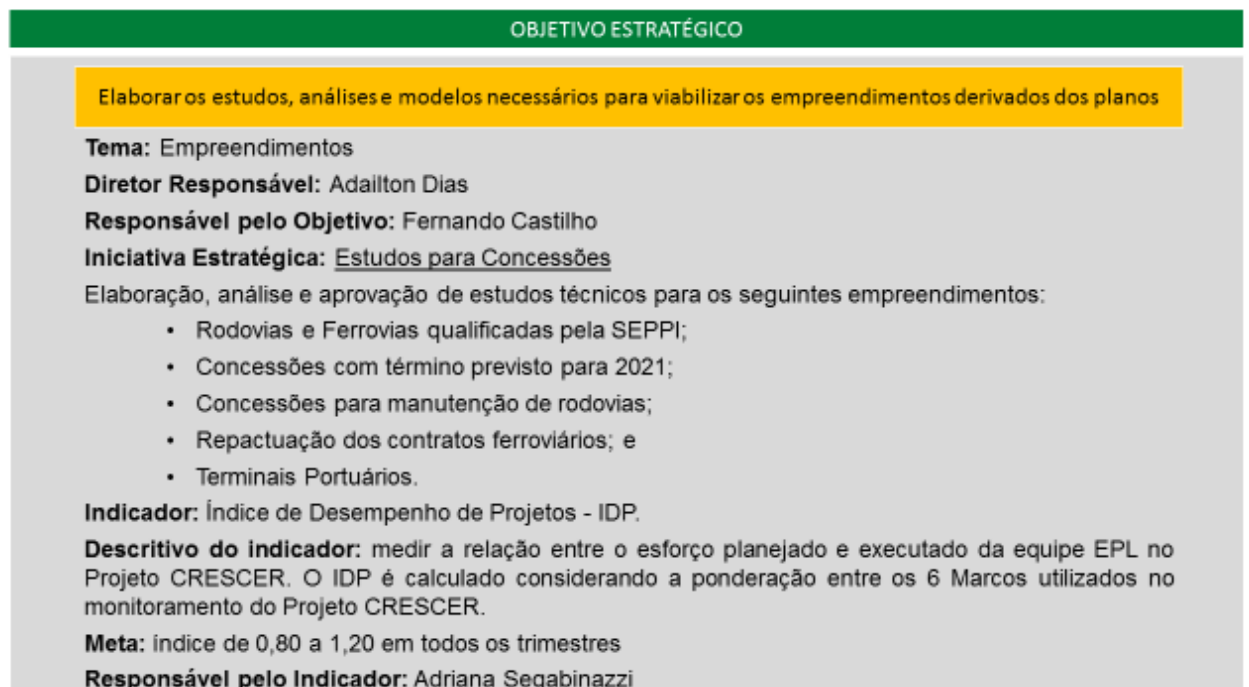 OBJETIVO ESTRATÉGICO
Elaborar os estudos, análises e modelos necessários para viabilizar os empreendimentos derivados dos planos
Tema: Empreendimentos
Diretor Responsável: Adailton Dias
Responsável pelo Objetivo: Fernando Castilho
Iniciativa Estratégica: Estudos para Concessões
Elaboração, análise e aprovação de estudos técnicos para os seguintes empreendimentos:
• Rodovias e Ferrovias qualificadas pela SEPPI;
• Concessões com término previsto para 2021;
• Concessões para manutenção de rodovias;
• Repactuação dos contratos ferroviários; e
• Terminais Portuários.
Indicador: Índice de Desempenho de Projetos - IDP.
Descritivo do indicador: medir a relação entre o esforço planejado e executado da equipe EPL no
Projeto CRESCER. O IDP é calculado considerando a ponderação entre os 6 Marcos utilizados no
monitoramento do Projeto CRESCER.
Meta: índice de 0,80 a 1,20 em todos os trimestres
Responsável pelo Indicador: Adriana Segabinazzi